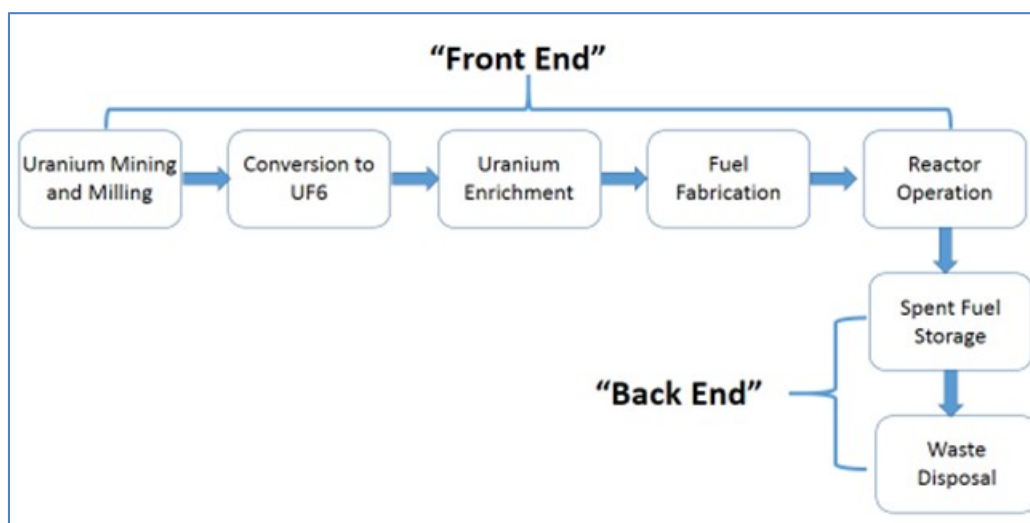 “Front End”
Uranium Mining
and Milling
Conversion to
UF6
Uranium
Enrichment
Fuel
Fabrication
Reactor
Operation
Spent Fuel
Storage
“Back End”
Waste
Disposal